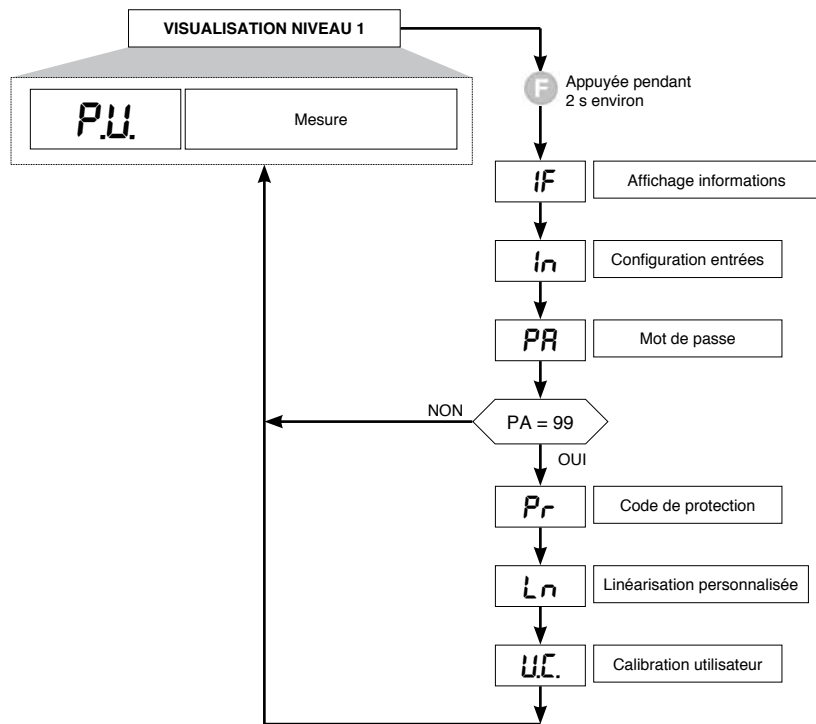 VISUALISATION NIVEAU 1
P.V.
Mesure
F
Appuyée pendant
2 s environ
IF
Affichage informations
In
Configuration entrées
PA
Mot de passe
PA = 99
NON
OUI
Pr
Code de protection
Ln
Linéarisation personnalisée
U.C.
Calibration utilisateur